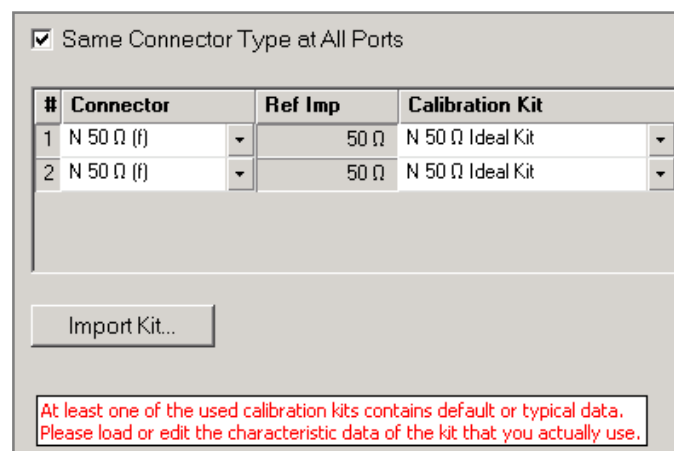 Same Connector Type at All Ports
# Connector Ref Imp Calibration Kit
1 N 50 Ω (f) 50 Ω N 50 Ω Ideal Kit
2 N 50 Ω (f) 50 Ω N 50 Ω Ideal Kit
Import Kit...
At least one of the used calibration kits contains default or typical data.
Please load or edit the characteristic data of the kit that you actually use.